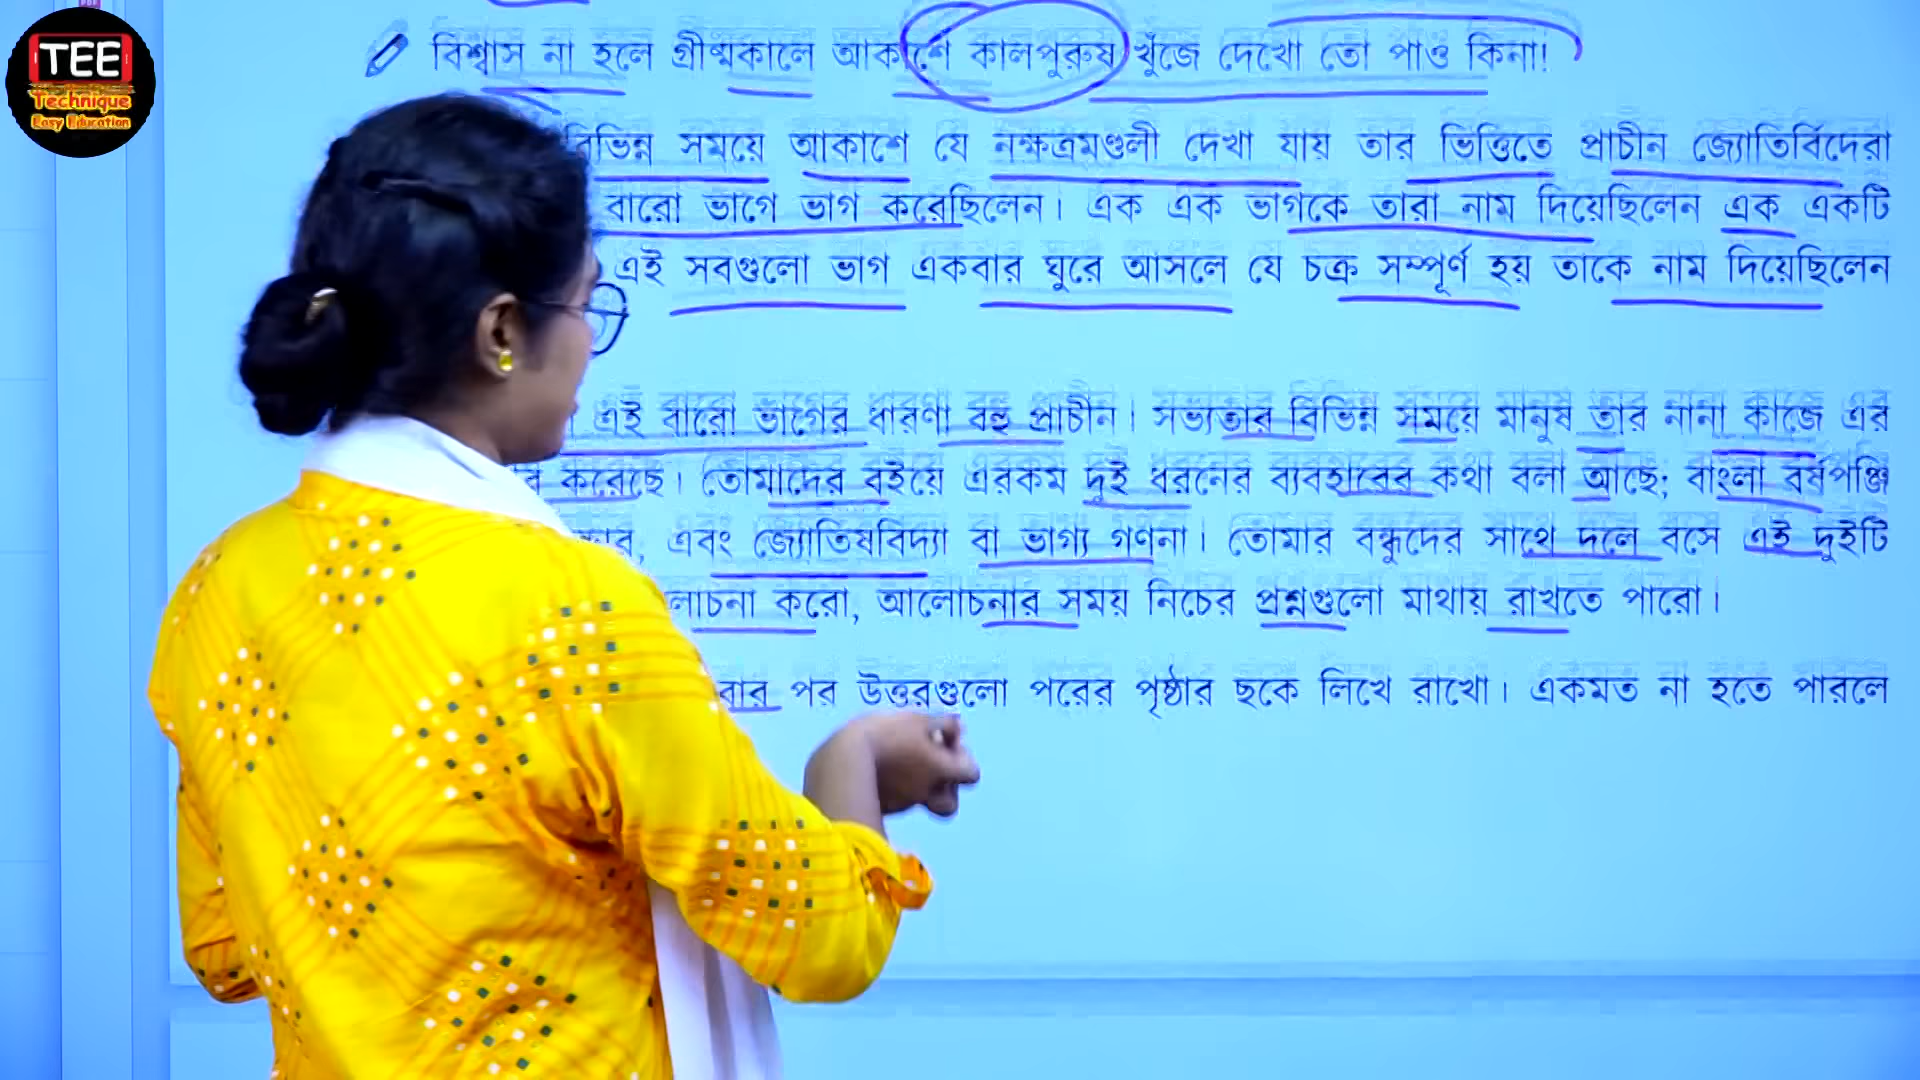 TEE
Technique
Easy Education
বিশ্বাস না হলে গ্রীষ্মকালে আকাশে কালপুরুষ খুঁজে দেখো তো পাও কিনা!
বিভিন্ন সময়ে আকাশে যে নক্ষত্রমণ্ডলী দেখা যায় তার ভিত্তিতে প্রাচীন জ্যোতির্বিদেরা
বারো ভাগে ভাগ করেছিলেন। এক এক ভাগকে তারা নাম দিয়েছিলেন এক একটি
এই সবগুলো ভাগ একবার ঘুরে আসলে যে চক্র সম্পূর্ণ হয় তাকে নাম দিয়েছিলেন
এই বারো ভাগের ধারণা বহু প্রাচীন। সভ্যতার বিভিন্ন সময়ে মানুষ তার নানা কাজে এর
করেছে। তোমাদের বইয়ে এরকম দুই ধরনের ব্যবহারের কথা বলা আছে; বাংলা বর্ষপঞ্জি
এবং জ্যোতিষবিদ্যা বা ভাগ্য গণনা। তোমার বন্ধুদের সাথে দলে বসে এই দুইটি
করো, আলোচনার সময় নিচের প্রশ্নগুলো মাথায় রাখতে পারো।
পর উত্তরগুলো পরের পৃষ্ঠার ছকে লিখে রাখো। একমত না হতে পারলে